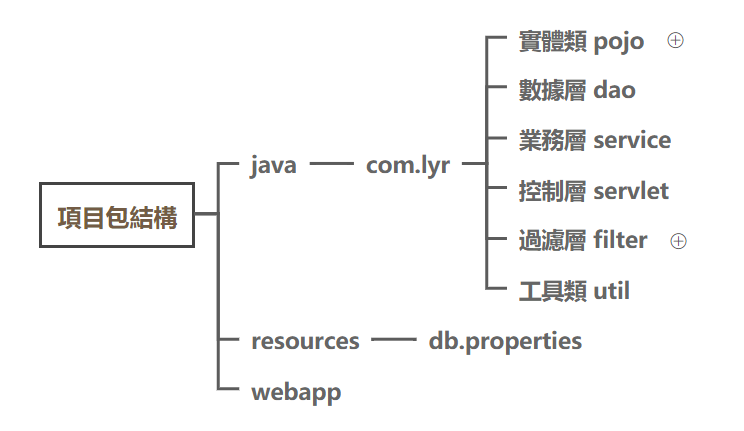 項目包結構
java
com.lyr
實體類 pojo
數據層 dao
業務層 service
控制層 servlet
過濾層 filter
工具類 util
resources
db.properties
webapp